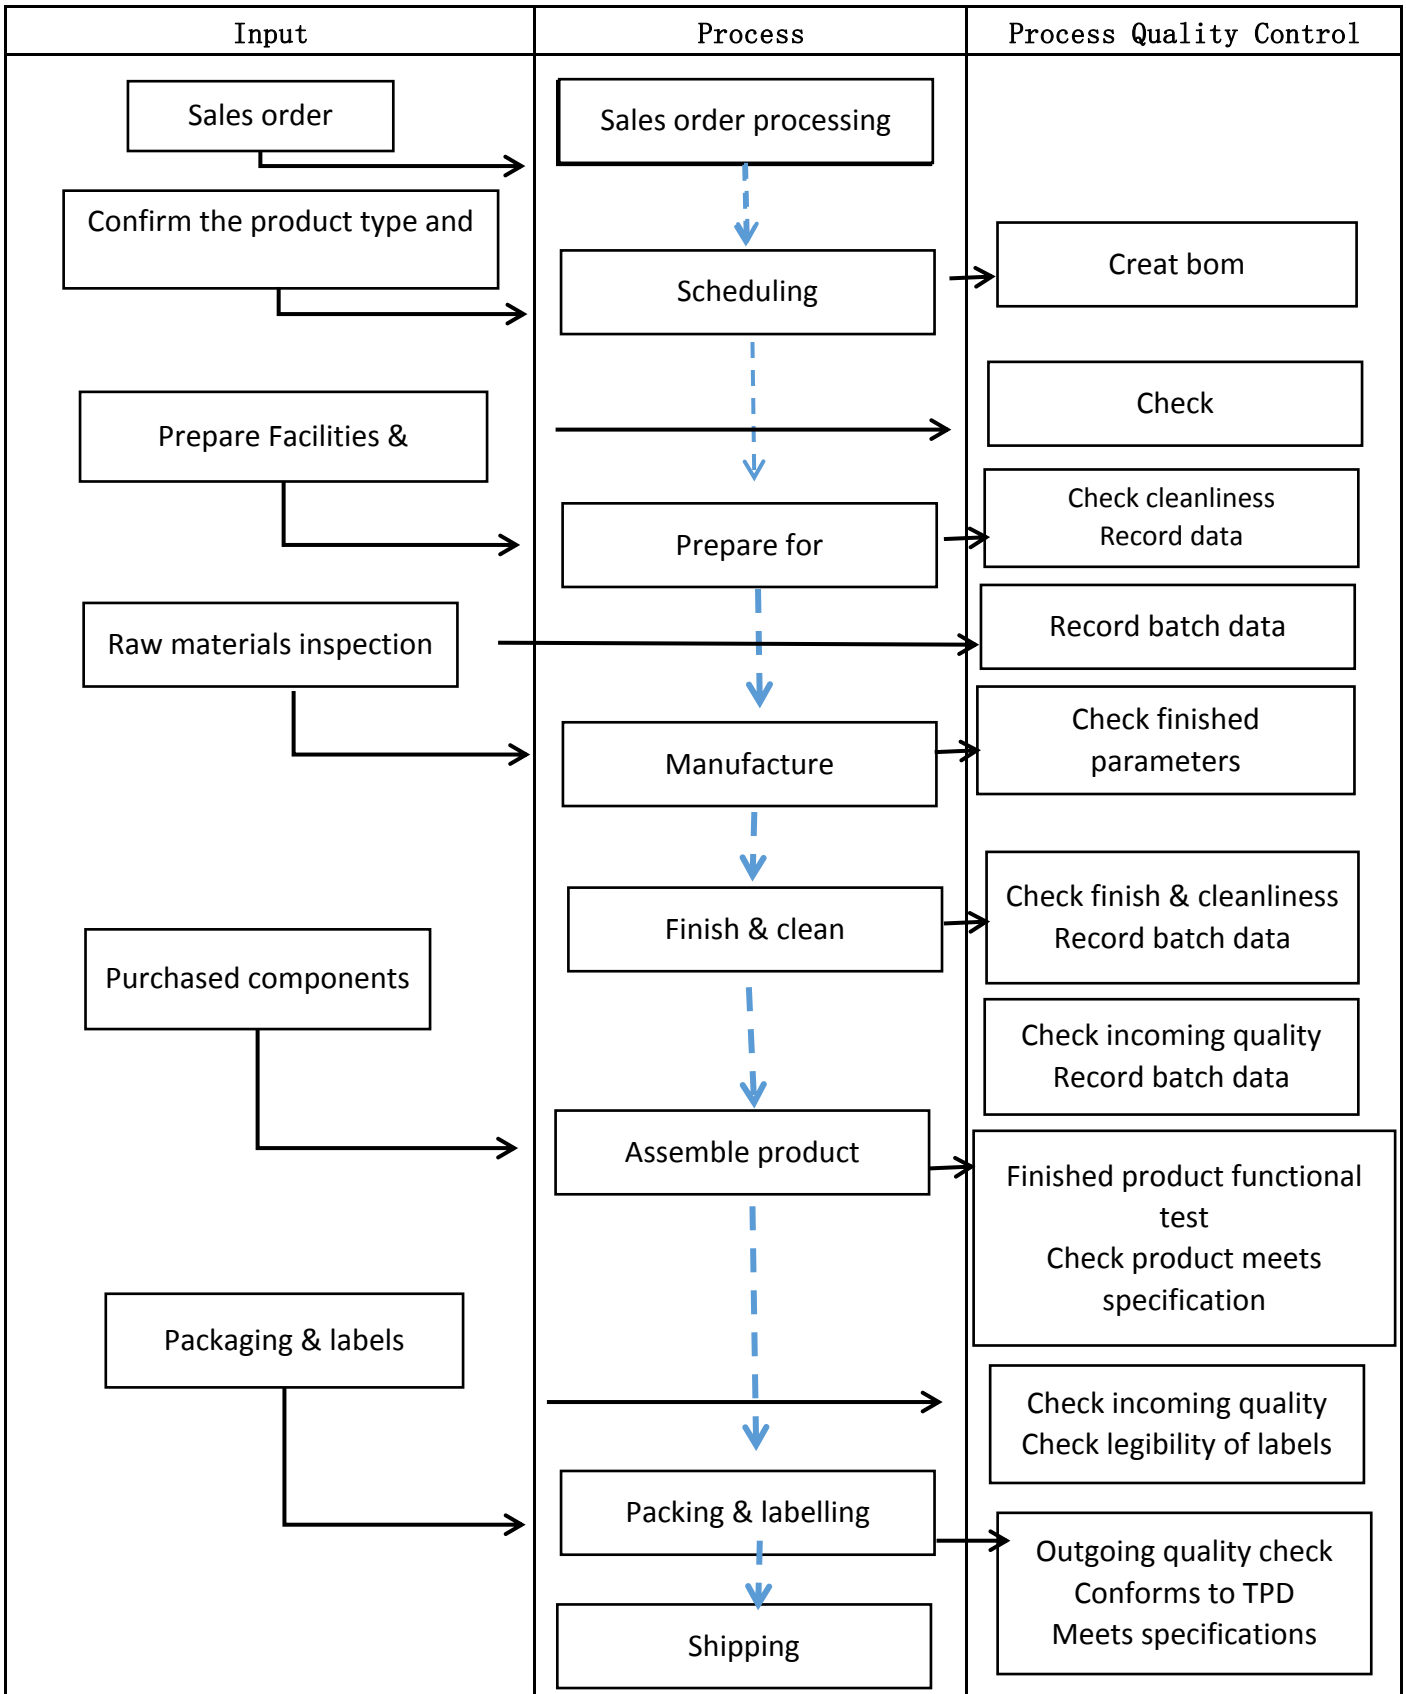 Input
Process
Process Quality Control
Sales order
Sales order processing
Confirm the product type and
Scheduling
Creat bom
Prepare Facilities &
Check
Prepare for
Check cleanliness
Record data
Raw materials inspection
Record batch data
Manufacture
Check finished
parameters
Finish & clean
Check finish & cleanliness
Record batch data
Purchased components
Check incoming quality
Record batch data
Assemble product
Finished product functional
test
Check product meets
specification
Packaging & labels
Check incoming quality
Check legibility of labels
Packing & labelling
Outgoing quality check
Conforms to TPD
Meets specifications
Shipping